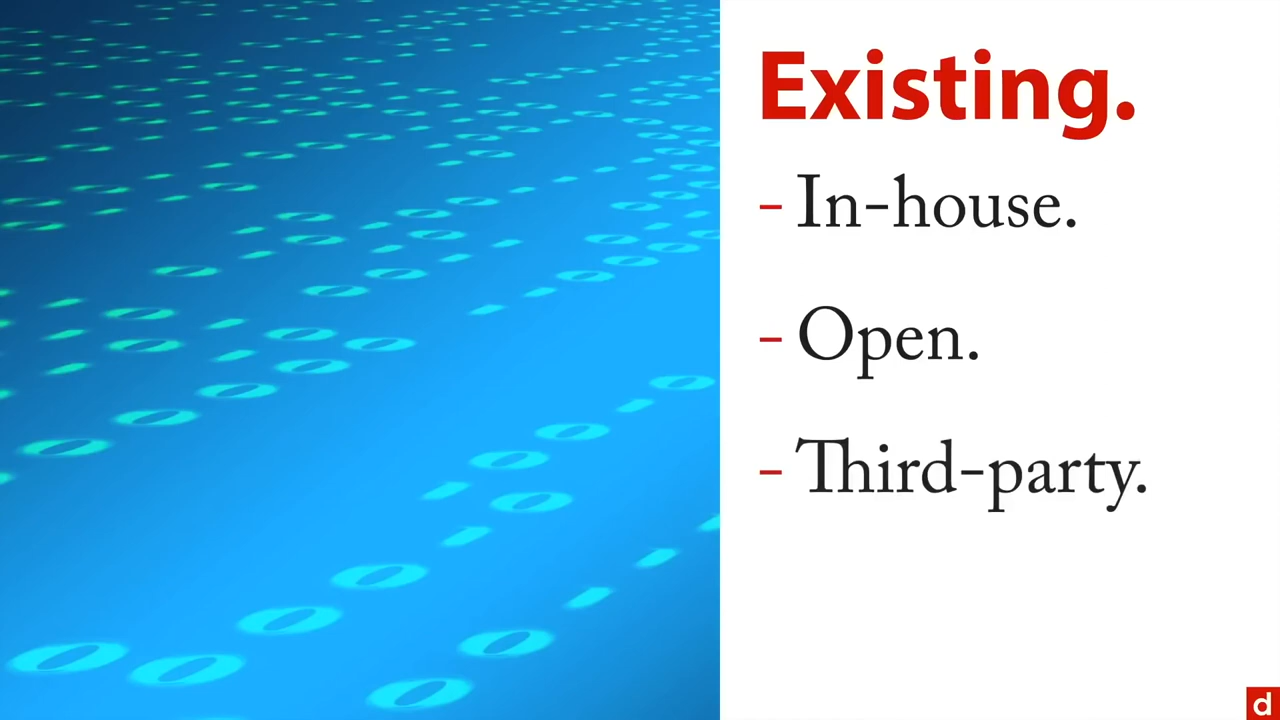 Existing.
- In-house.
- Open.
- Third-party.
d